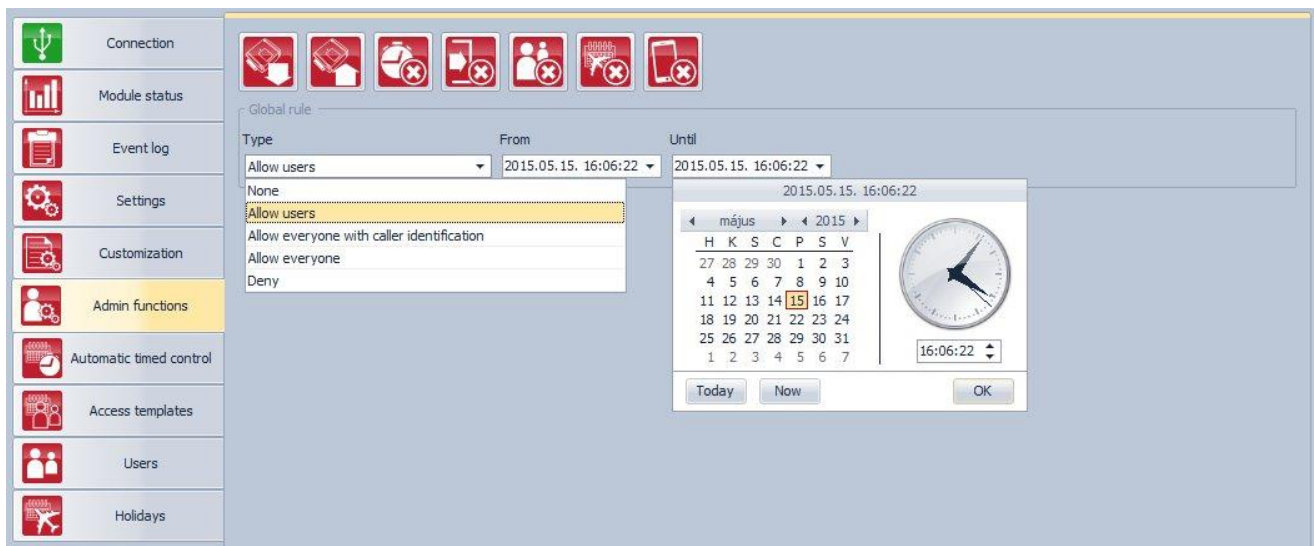 Connection
Module status
Event log
Settings
Customization
Admin functions
Automatic timed control
Access templates
Users
Holidays
Global rule
Type From Until
Allow users 2015.05.15. 16:06:22 2015.05.15. 16:06:22
None
Allow users
Allow everyone with caller identification
Allow everyone
Deny
2015.05.15. 16:06:22
május 2015
H K S C P S V
27 28 29 30 1 2 3
4 5 6 7 8 9 10
11 12 13 14 15 16 17
18 19 20 21 22 23 24
25 26 27 28 29 30 31
1 2 3 4 5 6 7
16:06:22
Today Now OK